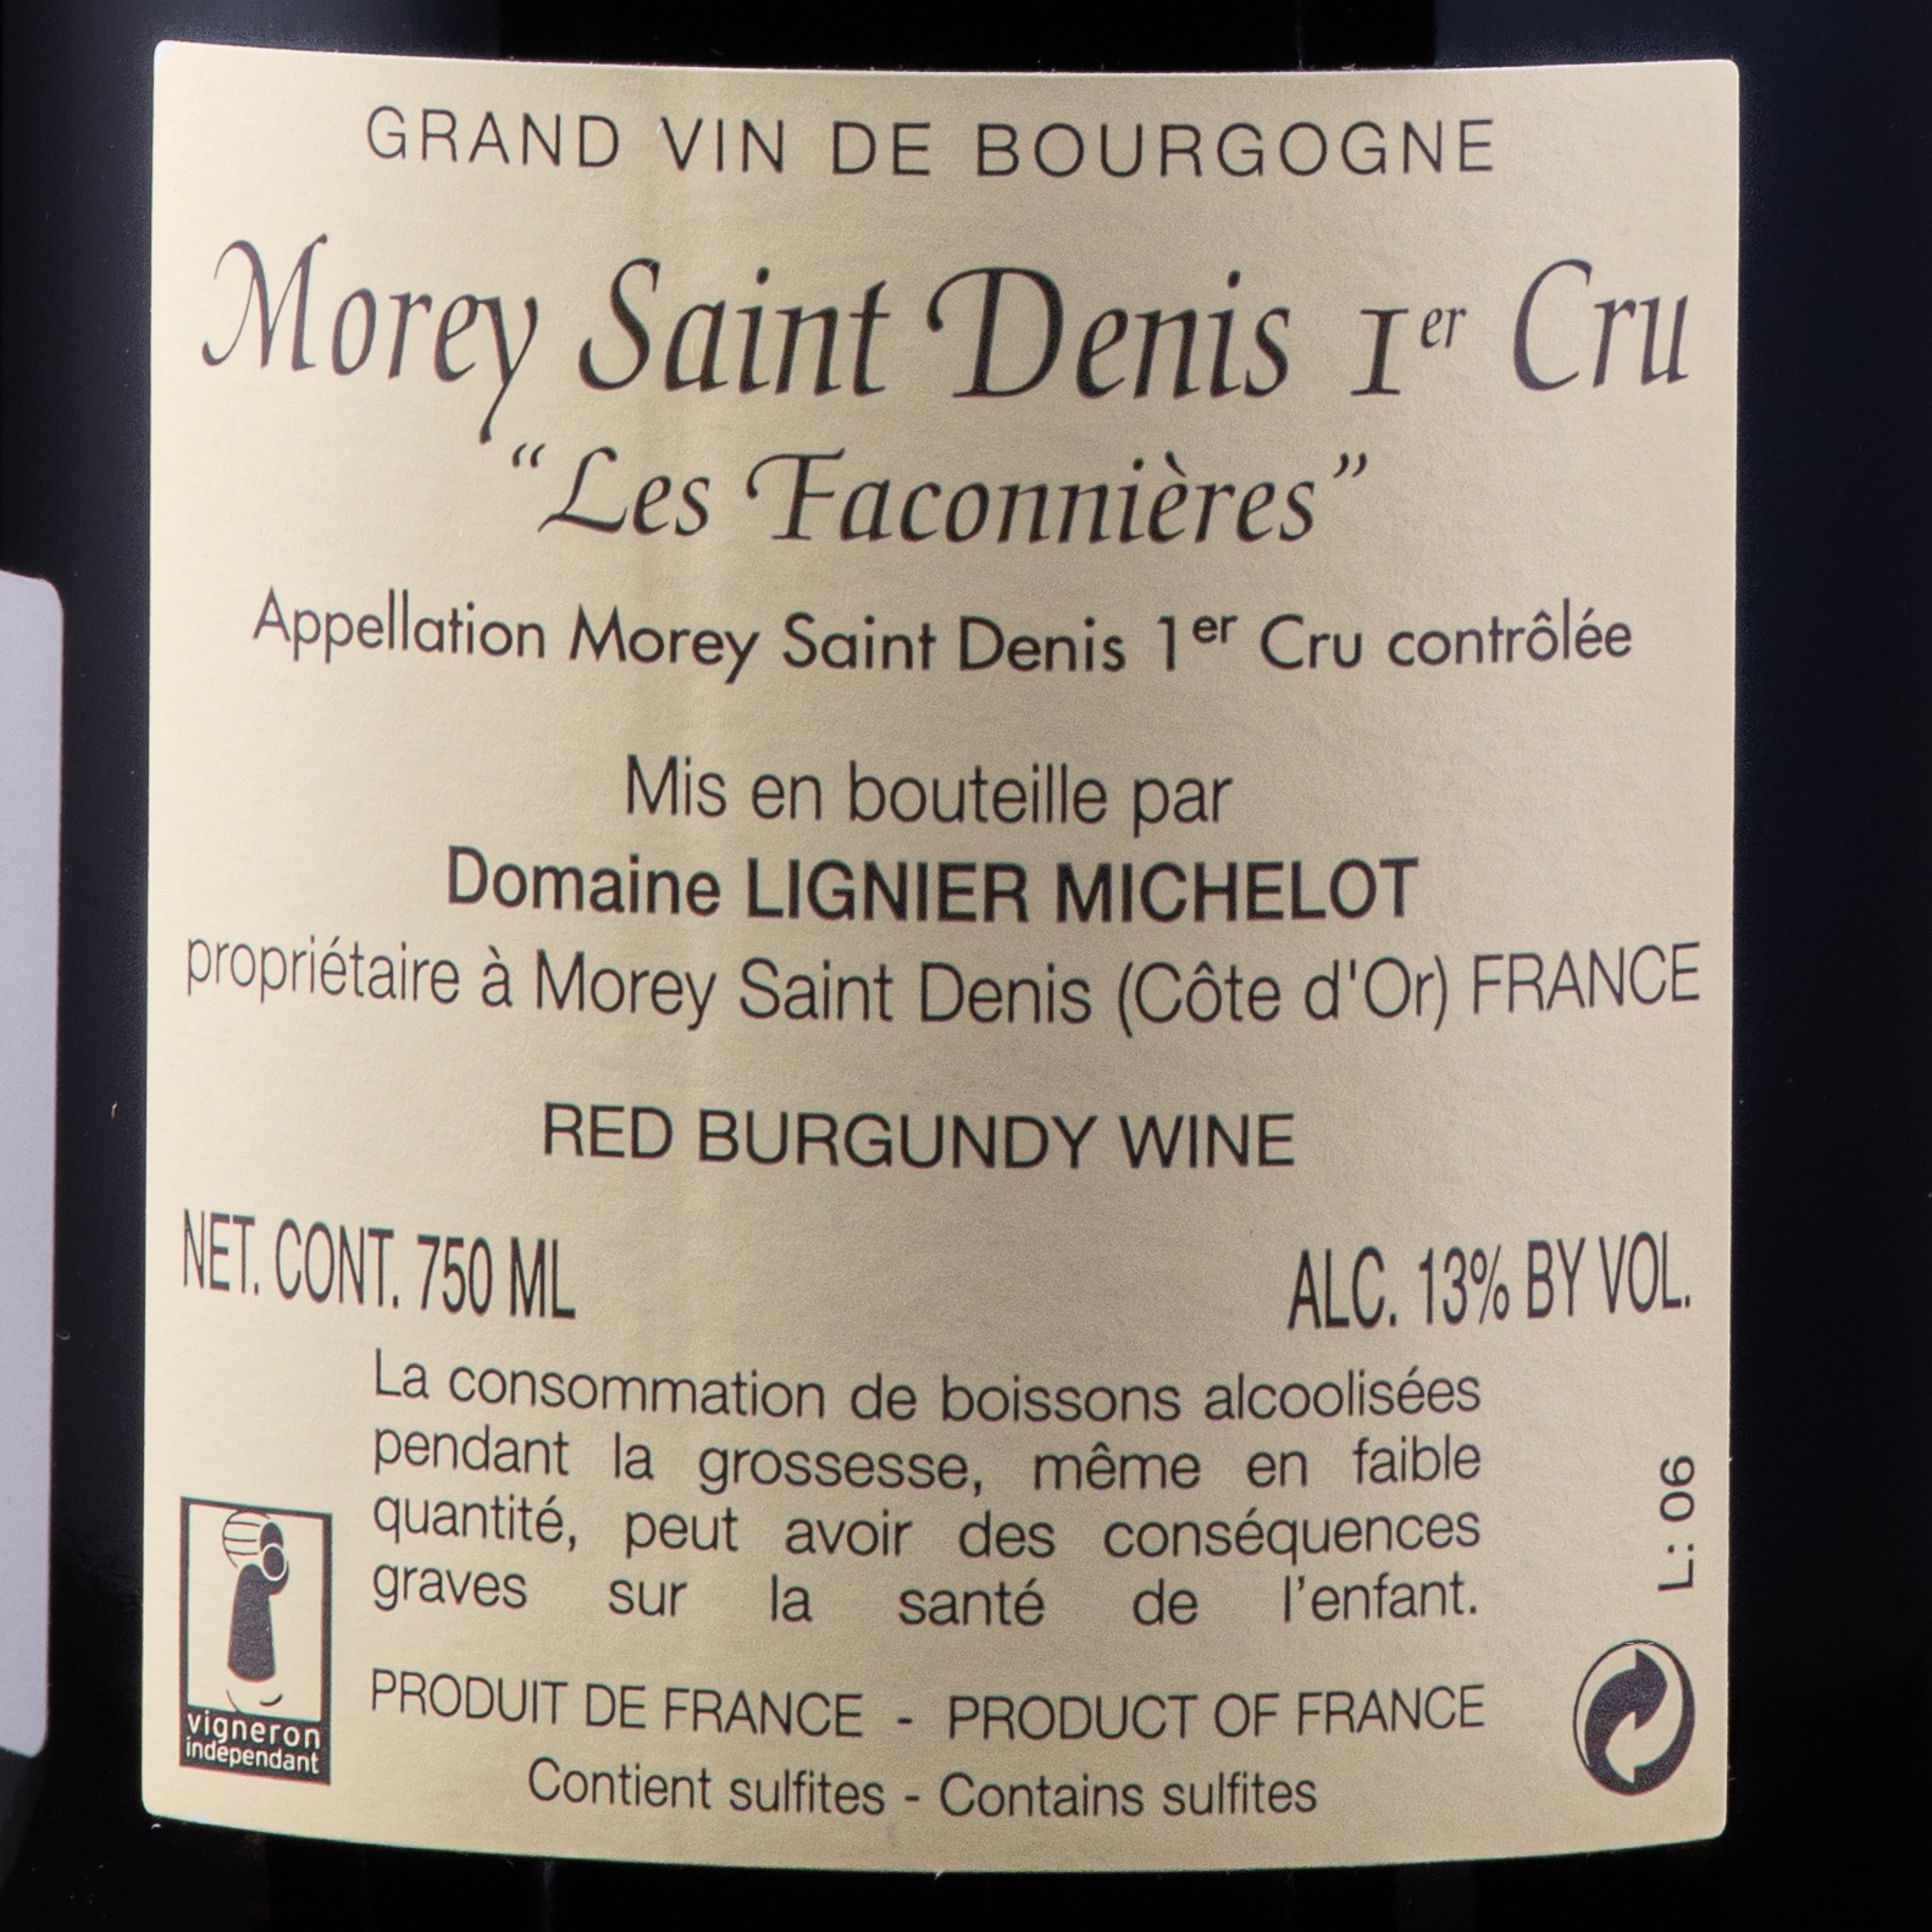 GRAND VIN DE BOURGOGNE
Morey Saint Denis 1er Cru
“Les Faconnières”
Appellation Morey Saint Denis 1er Cru contrôlée
Mis en bouteille par
Domaine LIGNIER MICHELOT
propriétaire à Morey Saint Denis (Côte d'Or) FRANCE
RED BURGUNDY WINE
NET. CONT. 750 ML
ALC. 13% BY VOL.
La consommation de boissons alcoolisées
pendant la grossesse, même en faible
quantité, peut avoir des conséquences
graves sur la santé de l’enfant.
L: 06
vigneron
indépendant
PRODUIT DE FRANCE - PRODUCT OF FRANCE
Contient sulfites - Contains sulfites